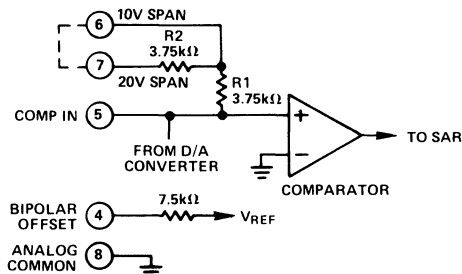 6 10V SPAN
R2
3.75kΩ
7 20V SPAN
R1
3.75kΩ
COMP IN 5
+
TO SAR
FROM D/A
CONVERTER
−
COMPARATOR
BIPOLAR
OFFSET
4
7.5kΩ
VREF
ANALOG
COMMON
8